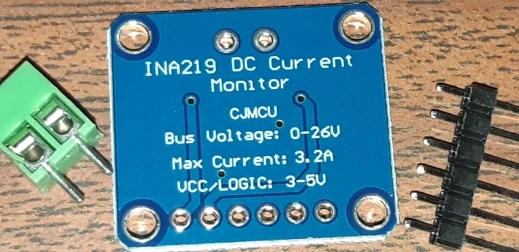 INA219 DC Current
Monitor
CJMCU
Bus Voltage: 0-26V
Max Current: 3.2A
VCC/LOGIC: 3-5V